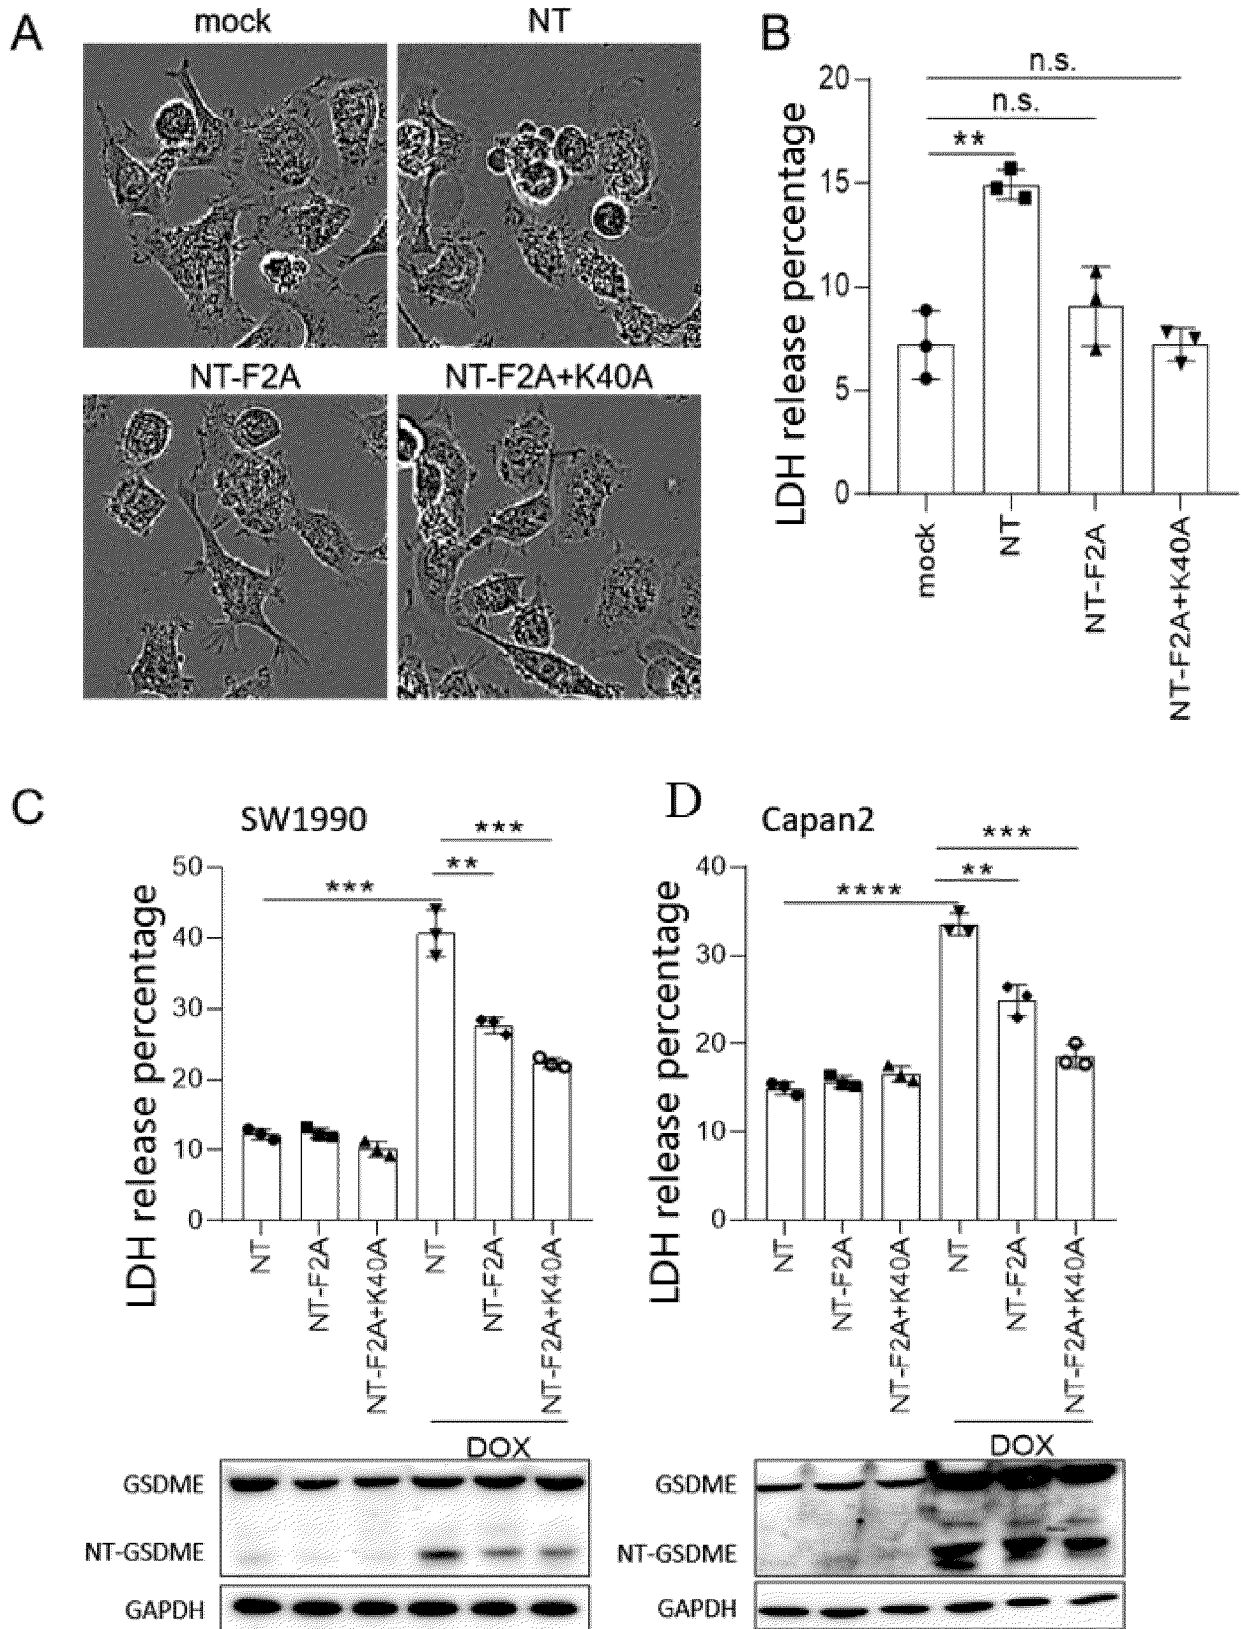 A
mock
NT
NT-F2A
NT-F2A+K40A
B
n.s.
n.s.
**
20
15
10
5
0
LDH release percentage
mock
NT
NT-F2A
NT-F2A+K40A
C
SW1990
***
**
***
50
40
30
20
10
0
LDH release percentage
NT
NT-F2A
NT-F2A+K40A
NT
NT-F2A
NT-F2A+K40A
DOX
GSDME
NT-GSDME
GAPDH
D
Capan2
***
**
****
40
30
20
10
0
LDH release percentage
NT
NT-F2A
NT-F2A+K40A
NT
NT-F2A
NT-F2A+K40A
DOX
GSDME
NT-GSDME
GAPDH